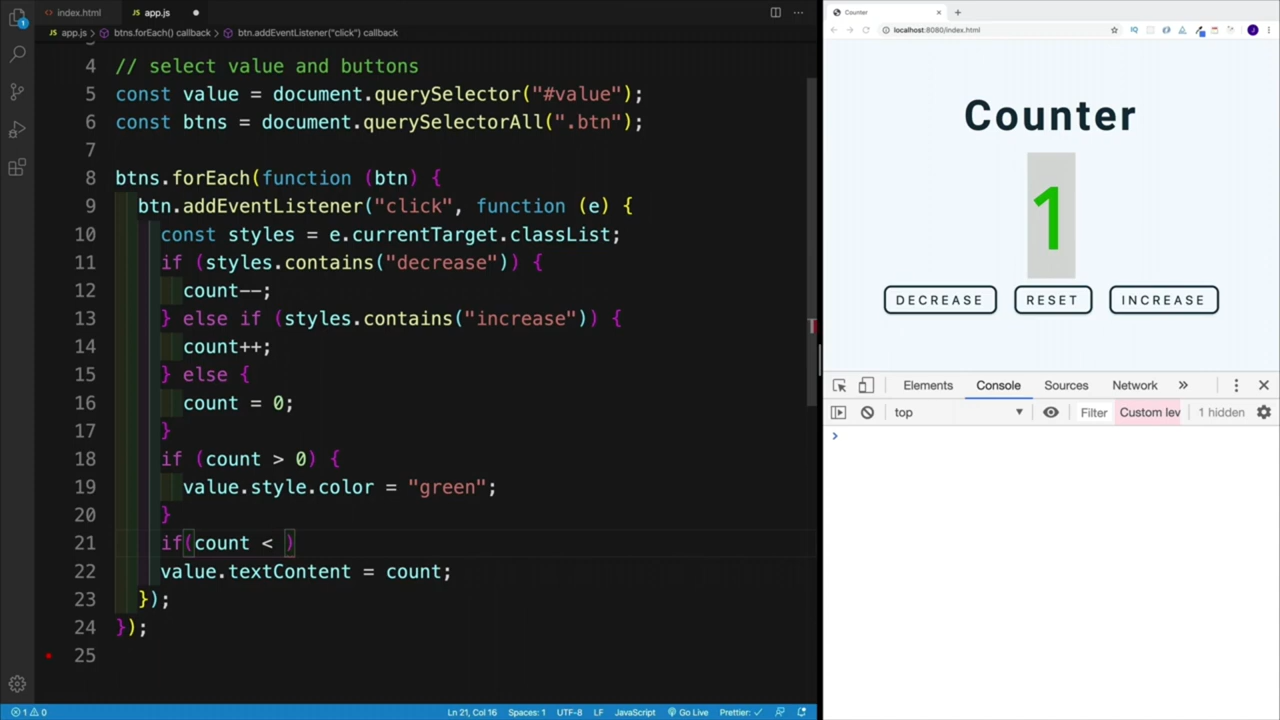 index.html
app.js
app.js > btns.forEach() callback > btn.addEventListener("click") callback
4 // select value and buttons
5 const value = document.querySelector("#value");
6 const btns = document.querySelectorAll(".btn");
7
8 btns.forEach(function (btn) {
9 btn.addEventListener("click", function (e) {
10 const styles = e.currentTarget.classList;
11 if (styles.contains("decrease")) {
12 count--;
13 } else if (styles.contains("increase")) {
14 count++;
15 } else {
16 count = 0;
17 }
18 if (count > 0) {
19 value.style.color = "green";
20 }
21 if(count < )
22 value.textContent = count;
23 });
24 });
25
1 0
Ln 21, Col 16 Spaces: 1 UTF-8 LF JavaScript Go Live Prettier: ✓
Counter
localhost:8080/index.html
Counter
1
DECREASE RESET INCREASE
Elements Console Sources Network »
top Filter Custom lev 1 hidden